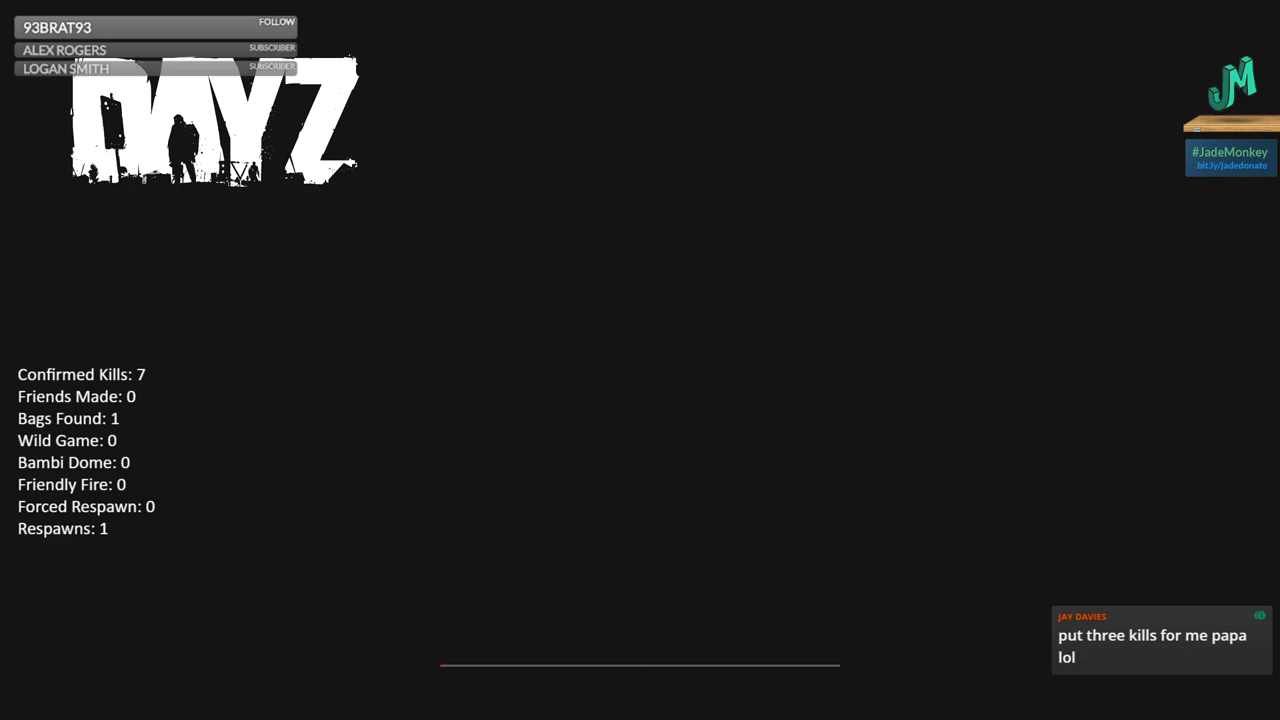 93BRAT93 FOLLOW
ALEX ROGERS SUBSCRIBER
LOGAN SMITH SUBSCRIBER
DAYZ
JM
#JadeMonkey
bit.ly/jadedonate
Confirmed Kills: 7
Friends Made: 0
Bags Found: 1
Wild Game: 0
Bambi Dome: 0
Friendly Fire: 0
Forced Respawn: 0
Respawns: 1
JAY DAVIES
put three kills for me papa
lol